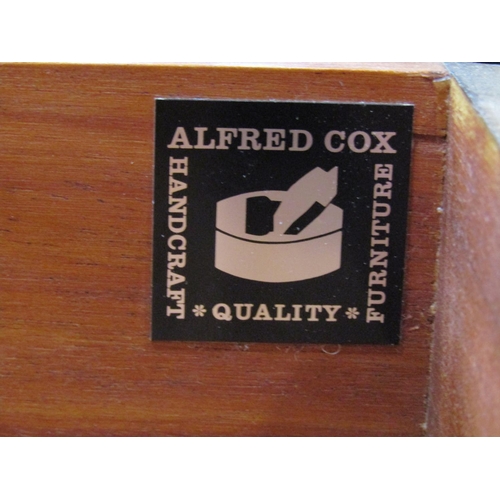 ALFRED COX
HANDCRAFT
FURNITURE
* QUALITY *